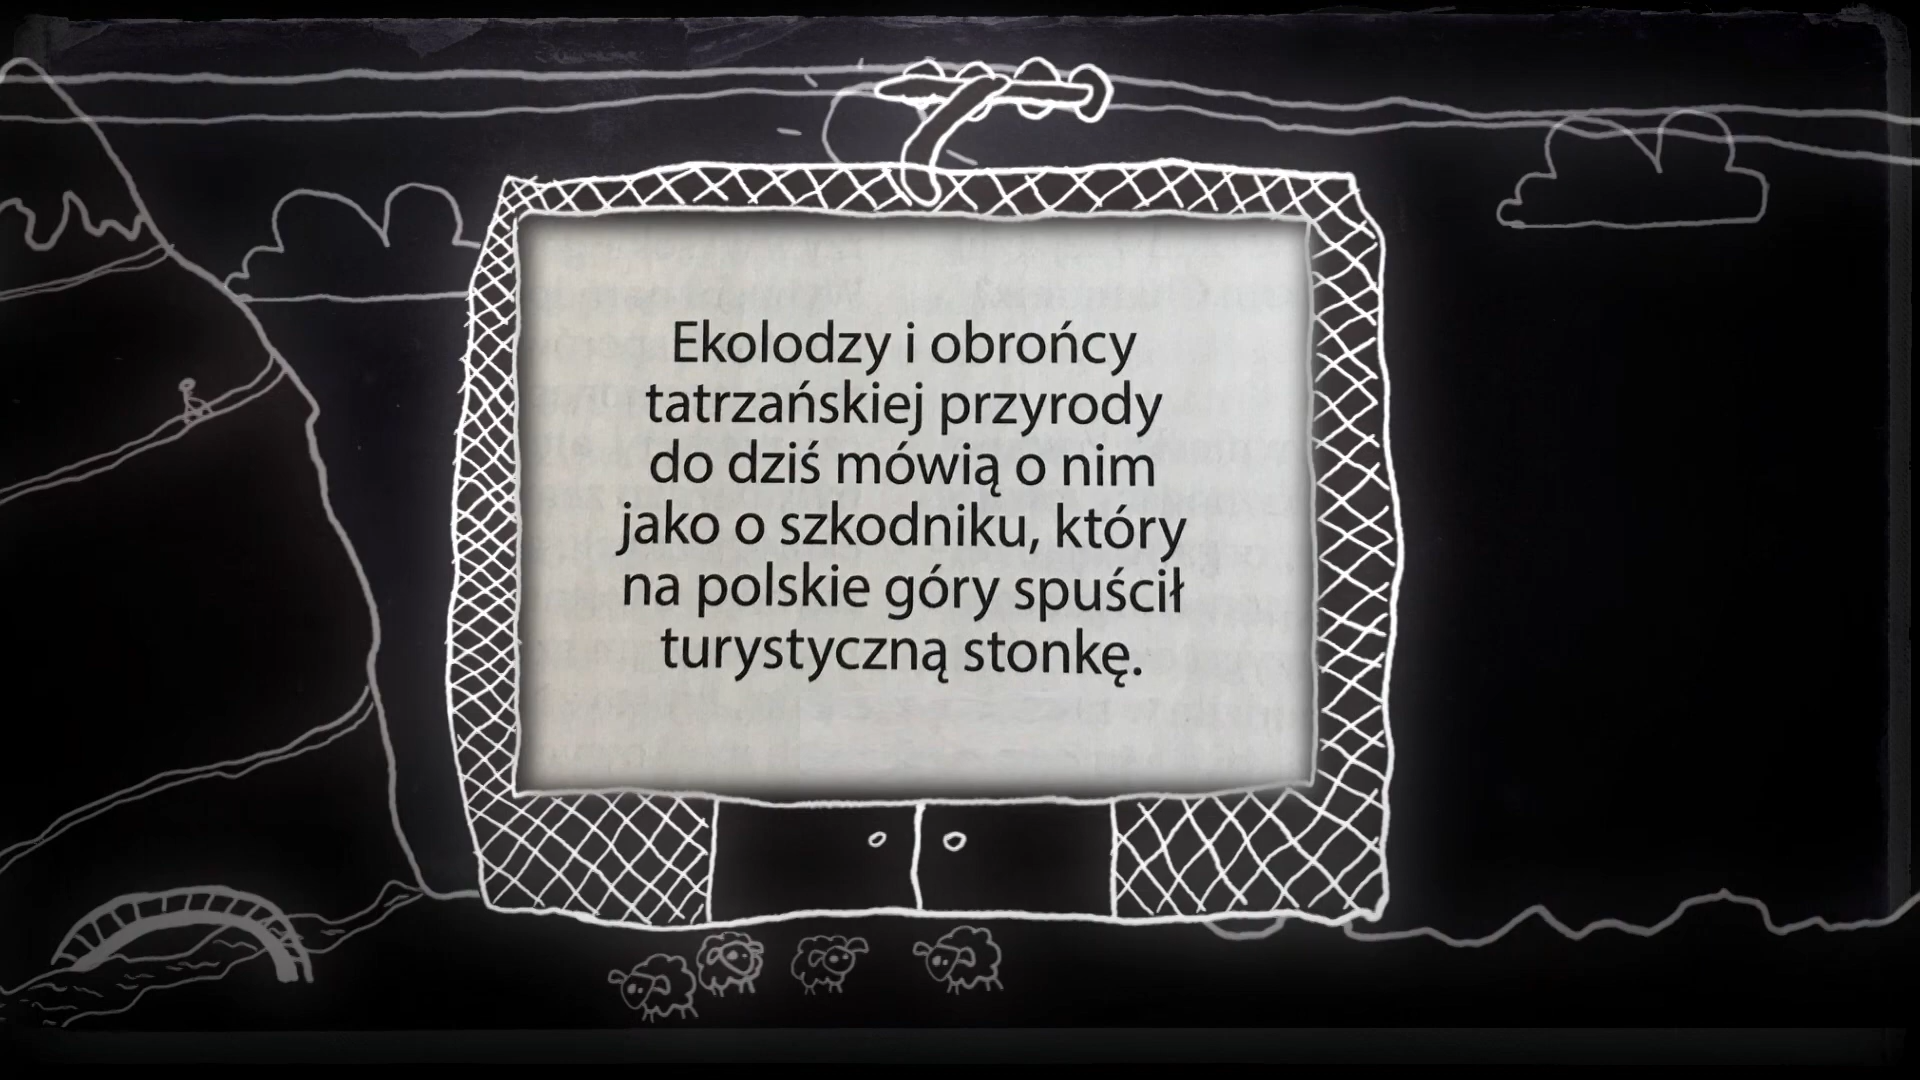 Ekolodzy i obrońcy
tatrzańskiej przyrody
do dziś mówią o nim
jako o szkodniku, który
na polskie góry spuścił
turystyczną stonkę.